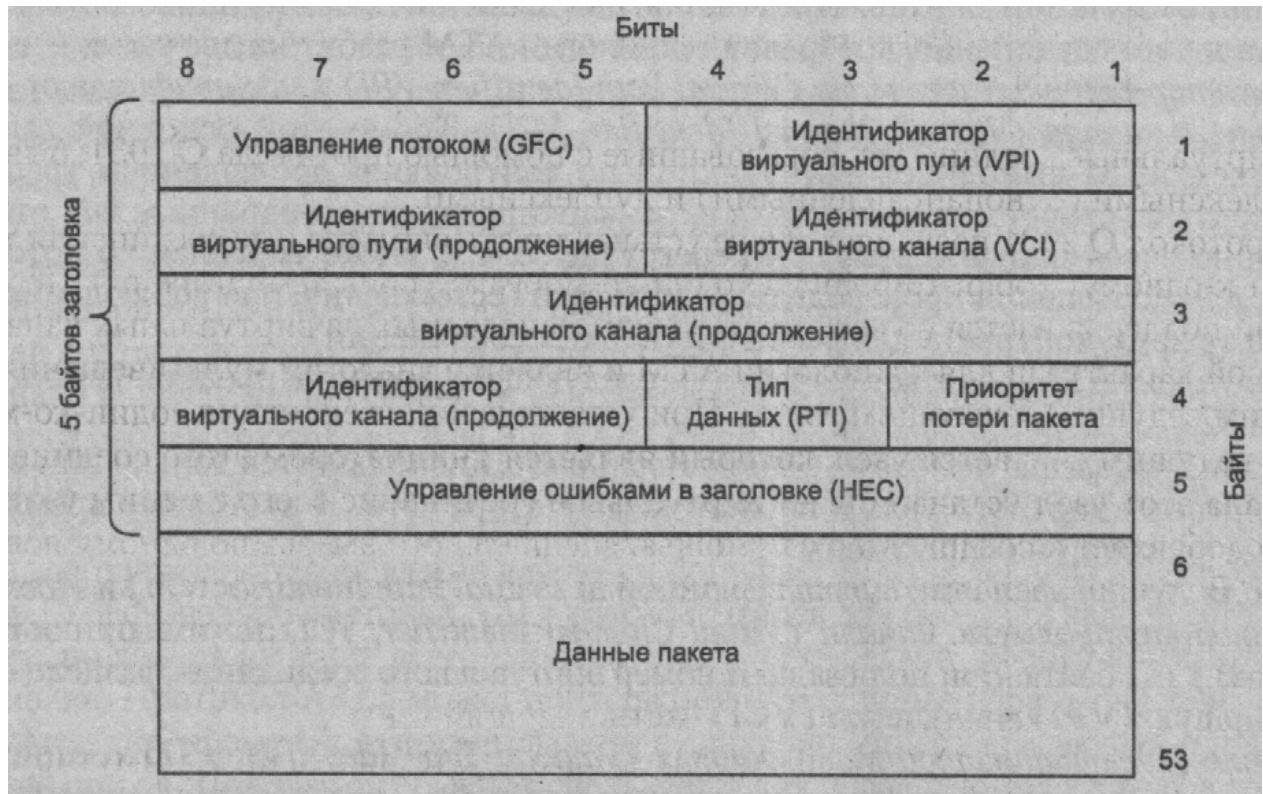 Биты
8 7 6 5 4 3 2 1
Управление потоком (GFC)
Идентификатор
виртуального пути (VPI)
1
Идентификатор
виртуального пути (продолжение)
Идентификатор
виртуального канала (VCI)
2
Идентификатор
виртуального канала (продолжение)
3
Идентификатор
виртуального канала (продолжение)
Тип
данных (PTI)
Приоритет
потери пакета
4
Управление ошибками в заголовке (HEC)
5
6
Данные пакета
53
5 байтов заголовка
Байты